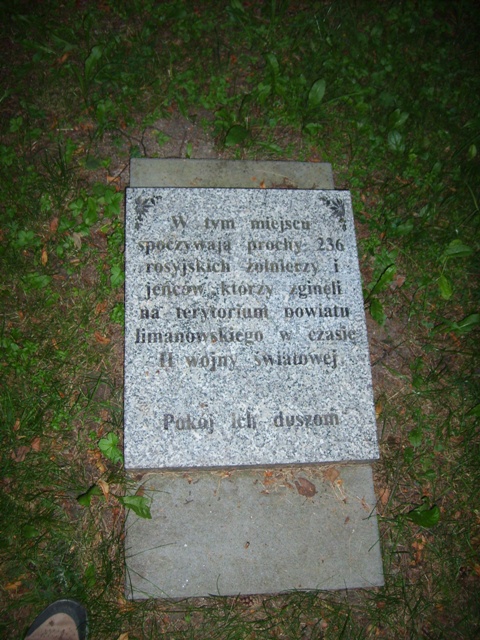 W tym miejscu
spoczywają prochy 236
rosyjskich żołnierzy i
jeńców którzy zginęli
na terytorium powiatu
limanowskiego w czasie
II wojny światowej
"Pokój ich duszom"